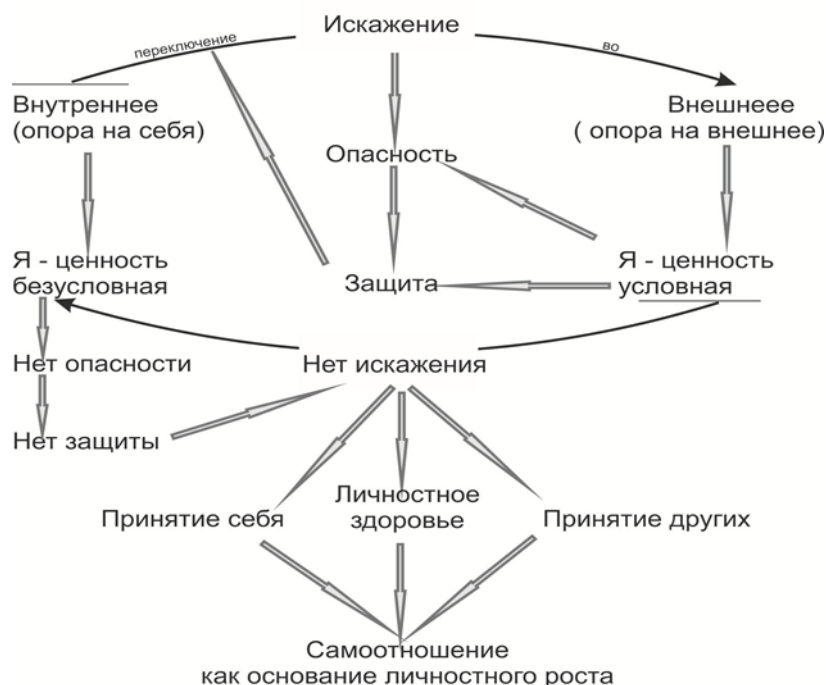 Искажение
переключение
во
Внутреннее
(опора на себя)
Внешнеее
( опора на внешнее)
Опасность
Я - ценность
безусловная
Защита
Я - ценность
условная
Нет опасности
Нет искажения
Нет защиты
Принятие себя
Личностное
здоровье
Принятие других
Самоотношение
как основание личностного роста